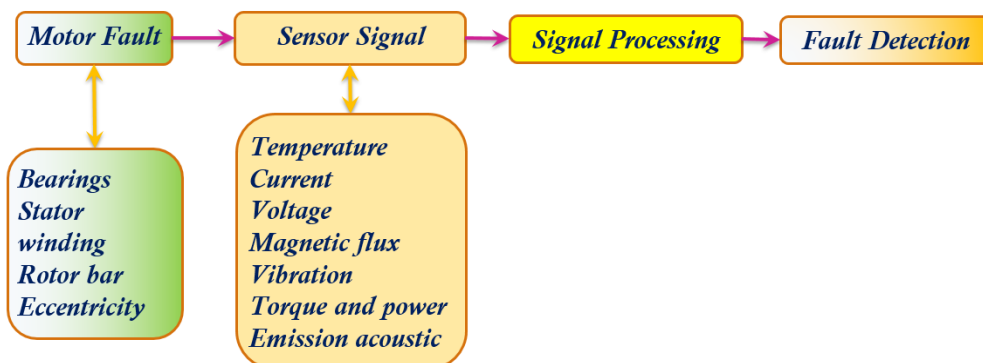 Motor Fault
Sensor Signal
Signal Processing
Fault Detection
Bearings
Stator
winding
Rotor bar
Eccentricity
Temperature
Current
Voltage
Magnetic flux
Vibration
Torque and power
Emission acoustic